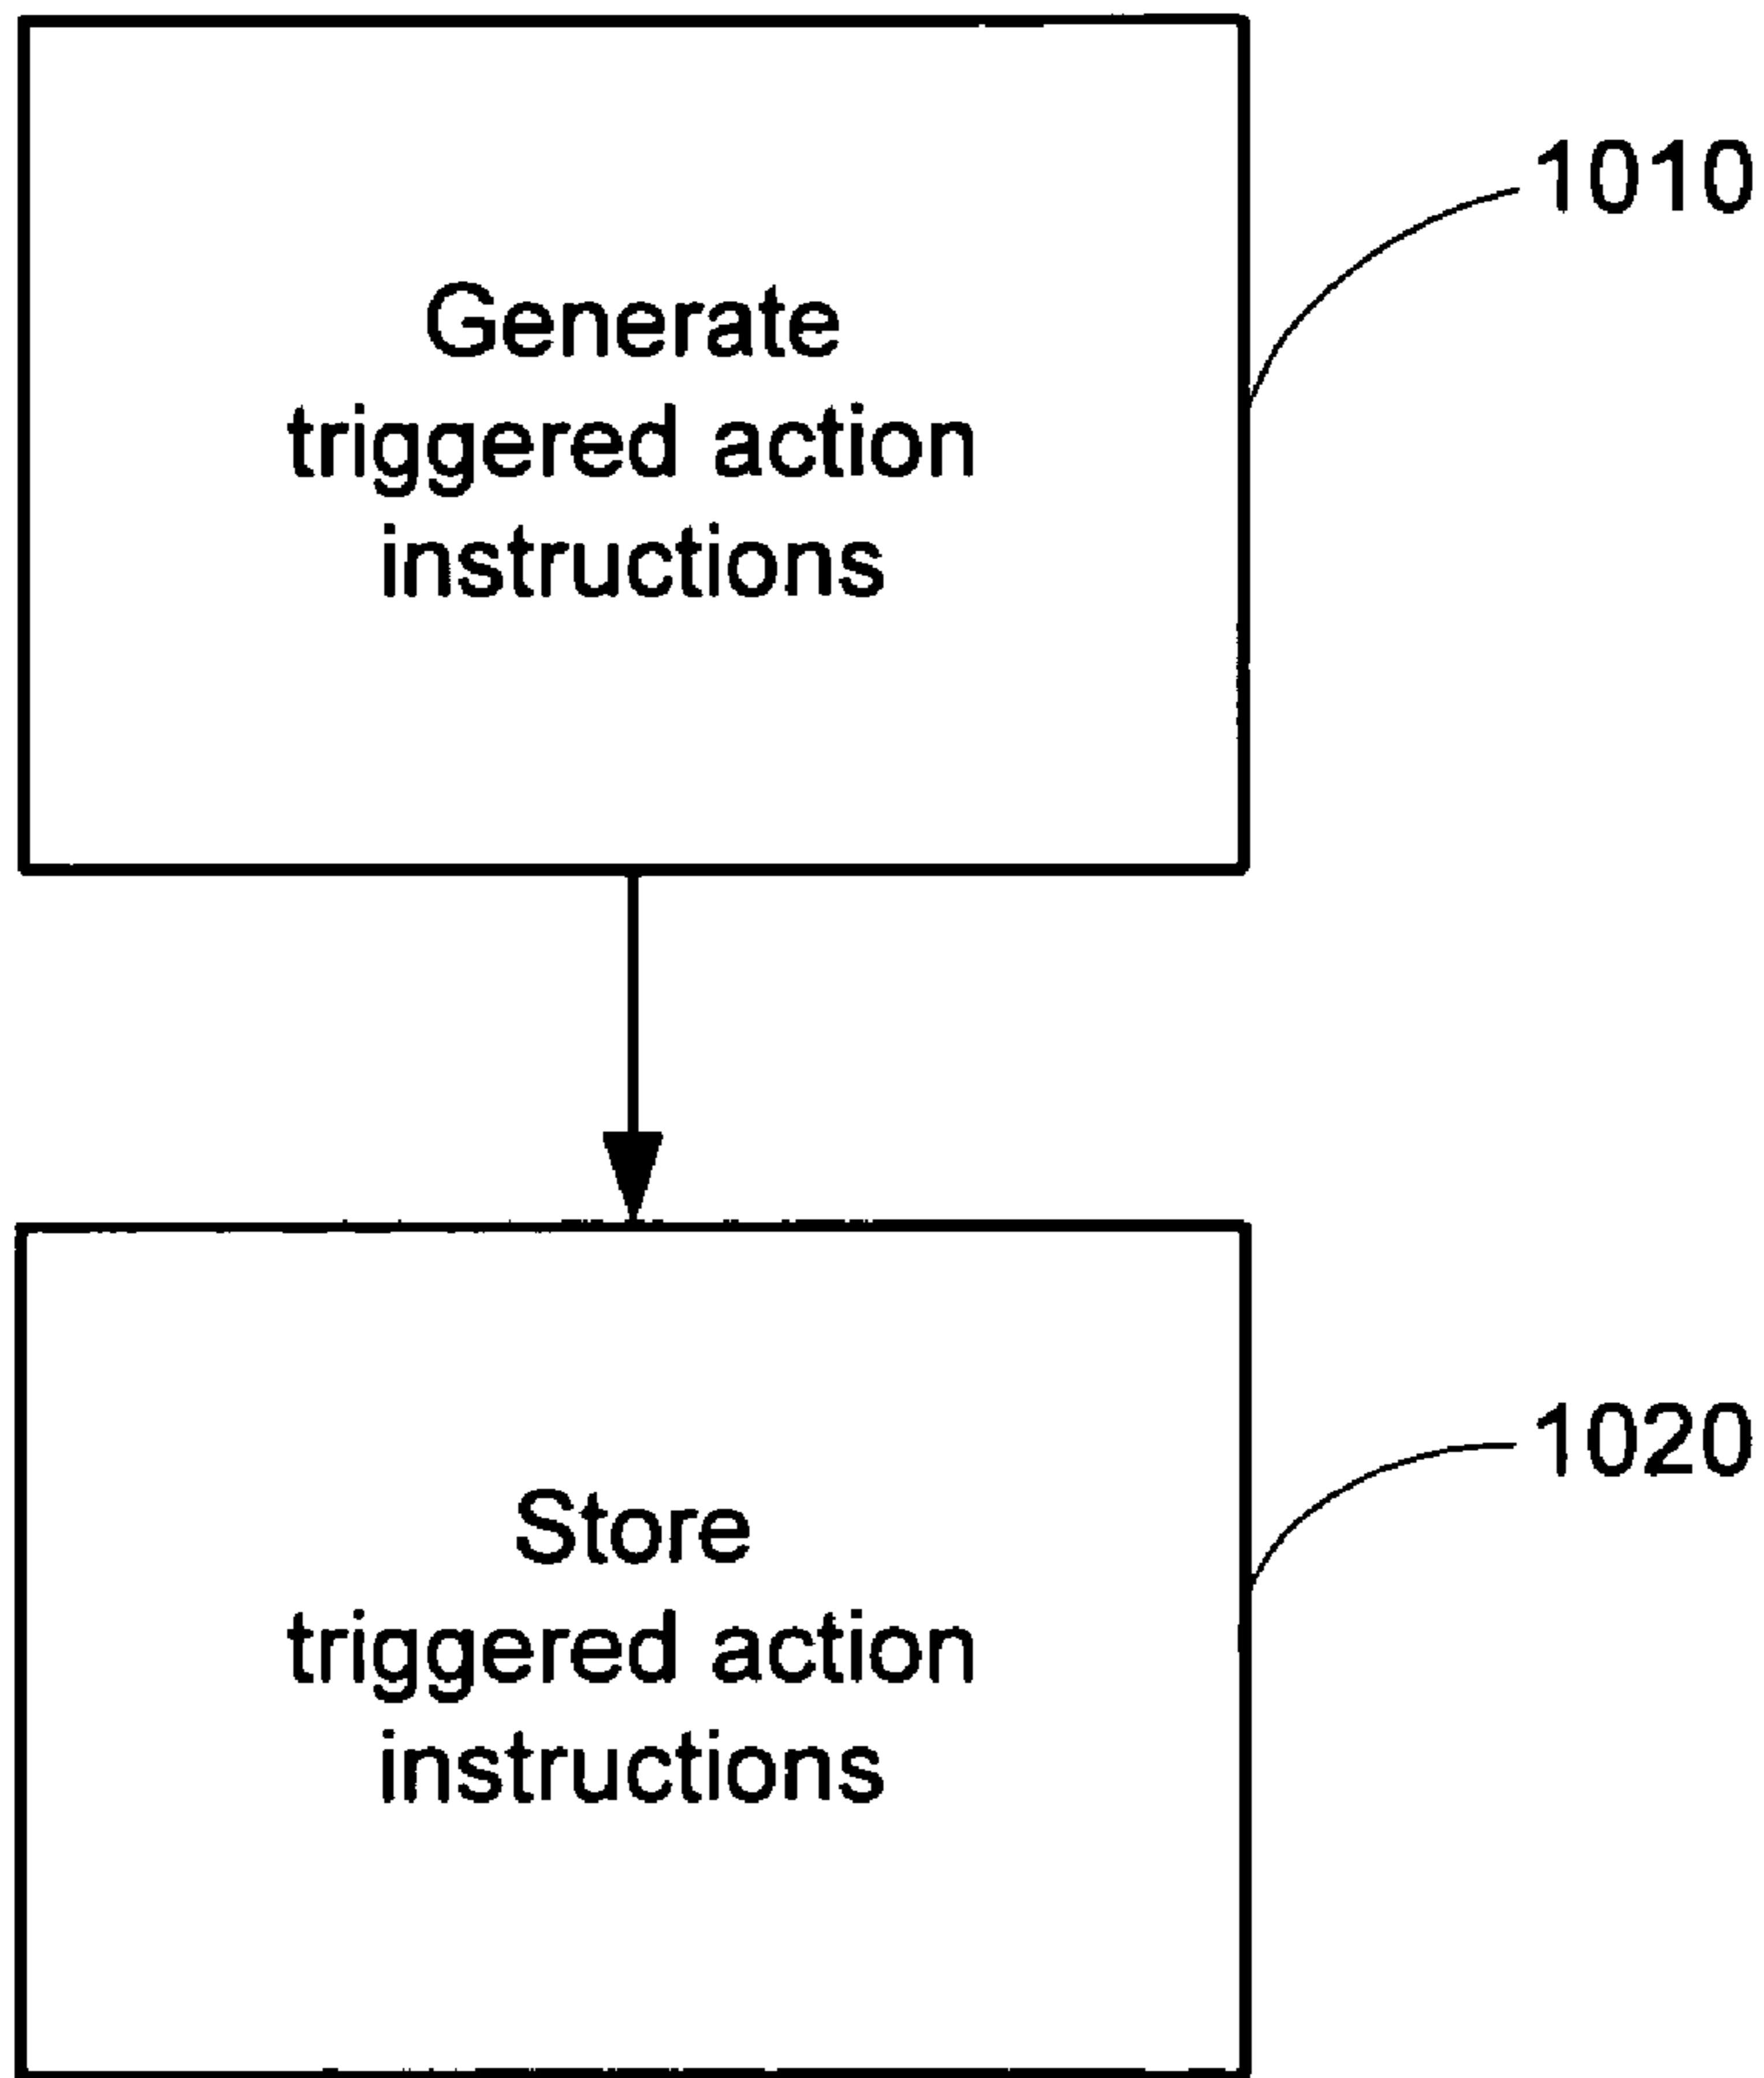 1010
Generate
triggered action
instructions
1020
Store
triggered action
instructions